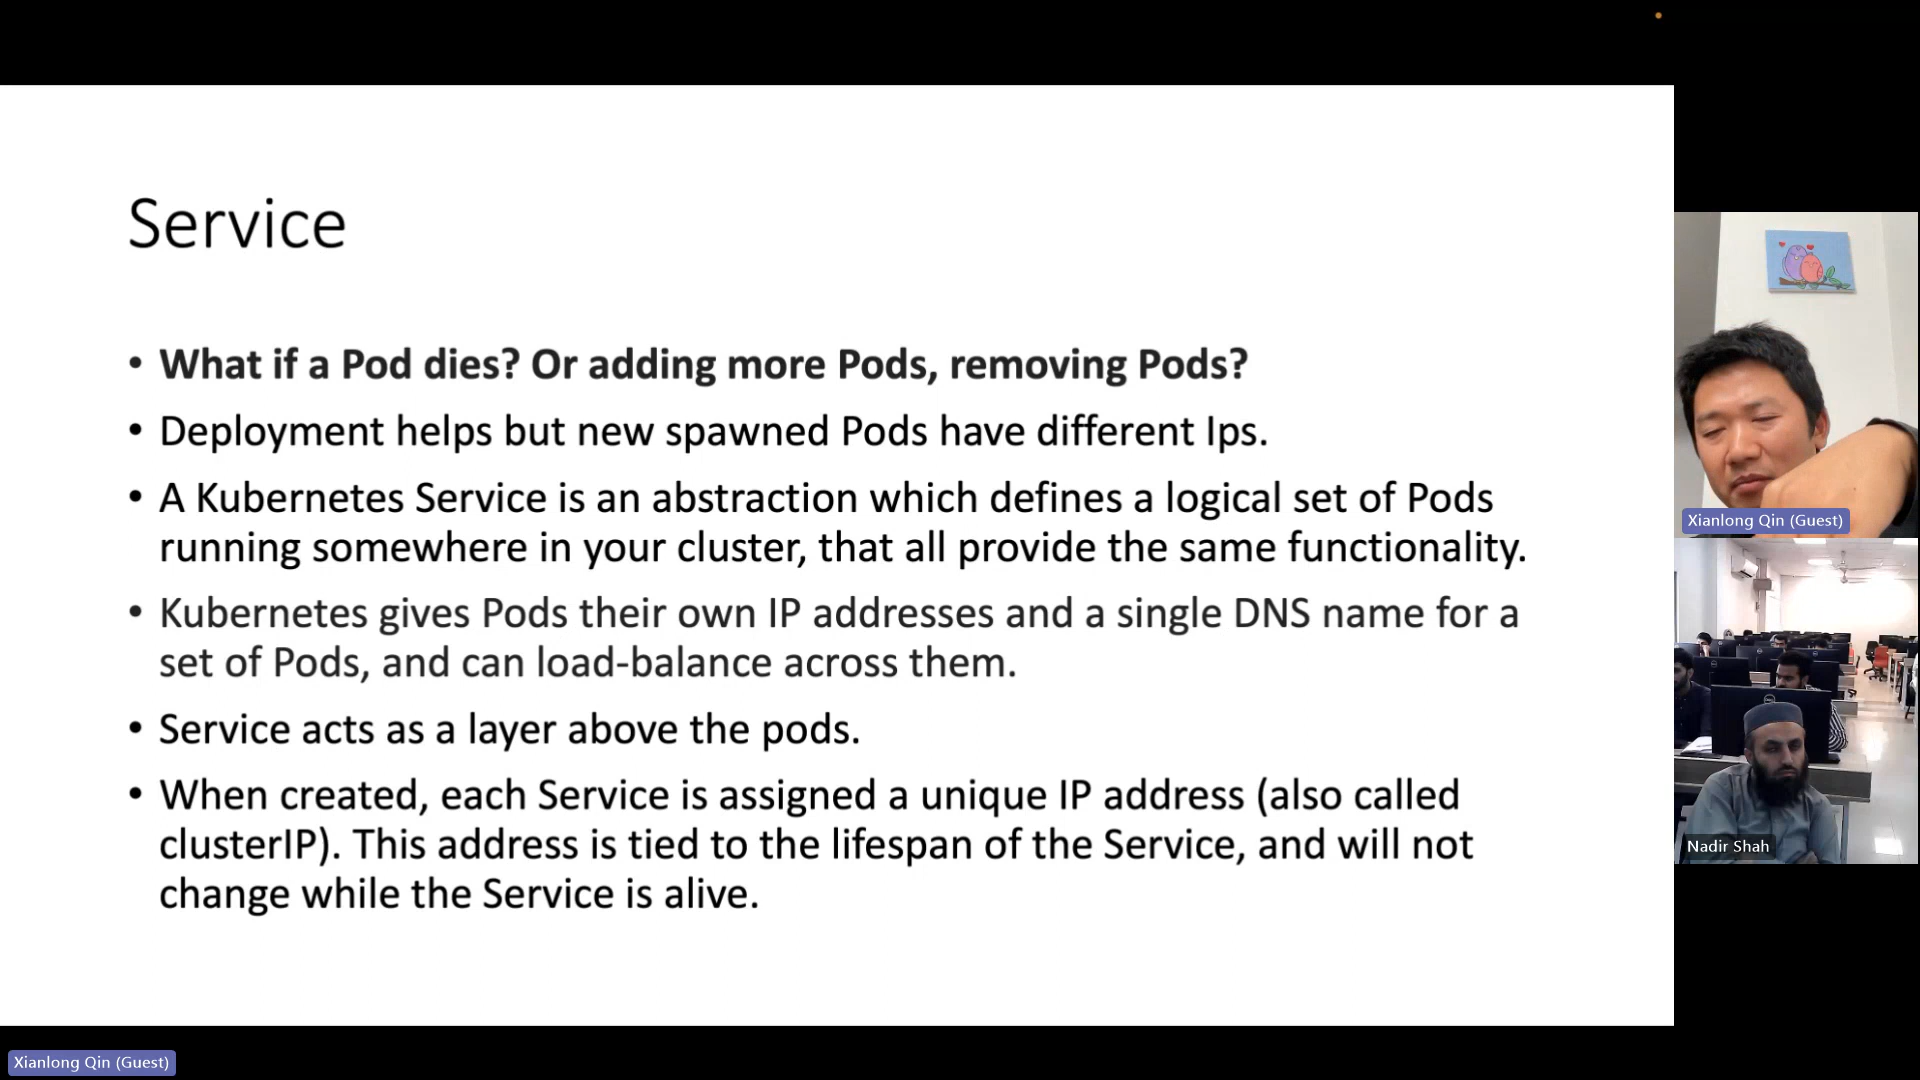 Service
• What if a Pod dies? Or adding more Pods, removing Pods?
• Deployment helps but new spawned Pods have different Ips.
• A Kubernetes Service is an abstraction which defines a logical set of Pods
running somewhere in your cluster, that all provide the same functionality.
• Kubernetes gives Pods their own IP addresses and a single DNS name for a
set of Pods, and can load-balance across them.
• Service acts as a layer above the pods.
• When created, each Service is assigned a unique IP address (also called
clusterIP). This address is tied to the lifespan of the Service, and will not
change while the Service is alive.
Xianlong Qin (Guest)
Nadir Shah
Xianlong Qin (Guest)